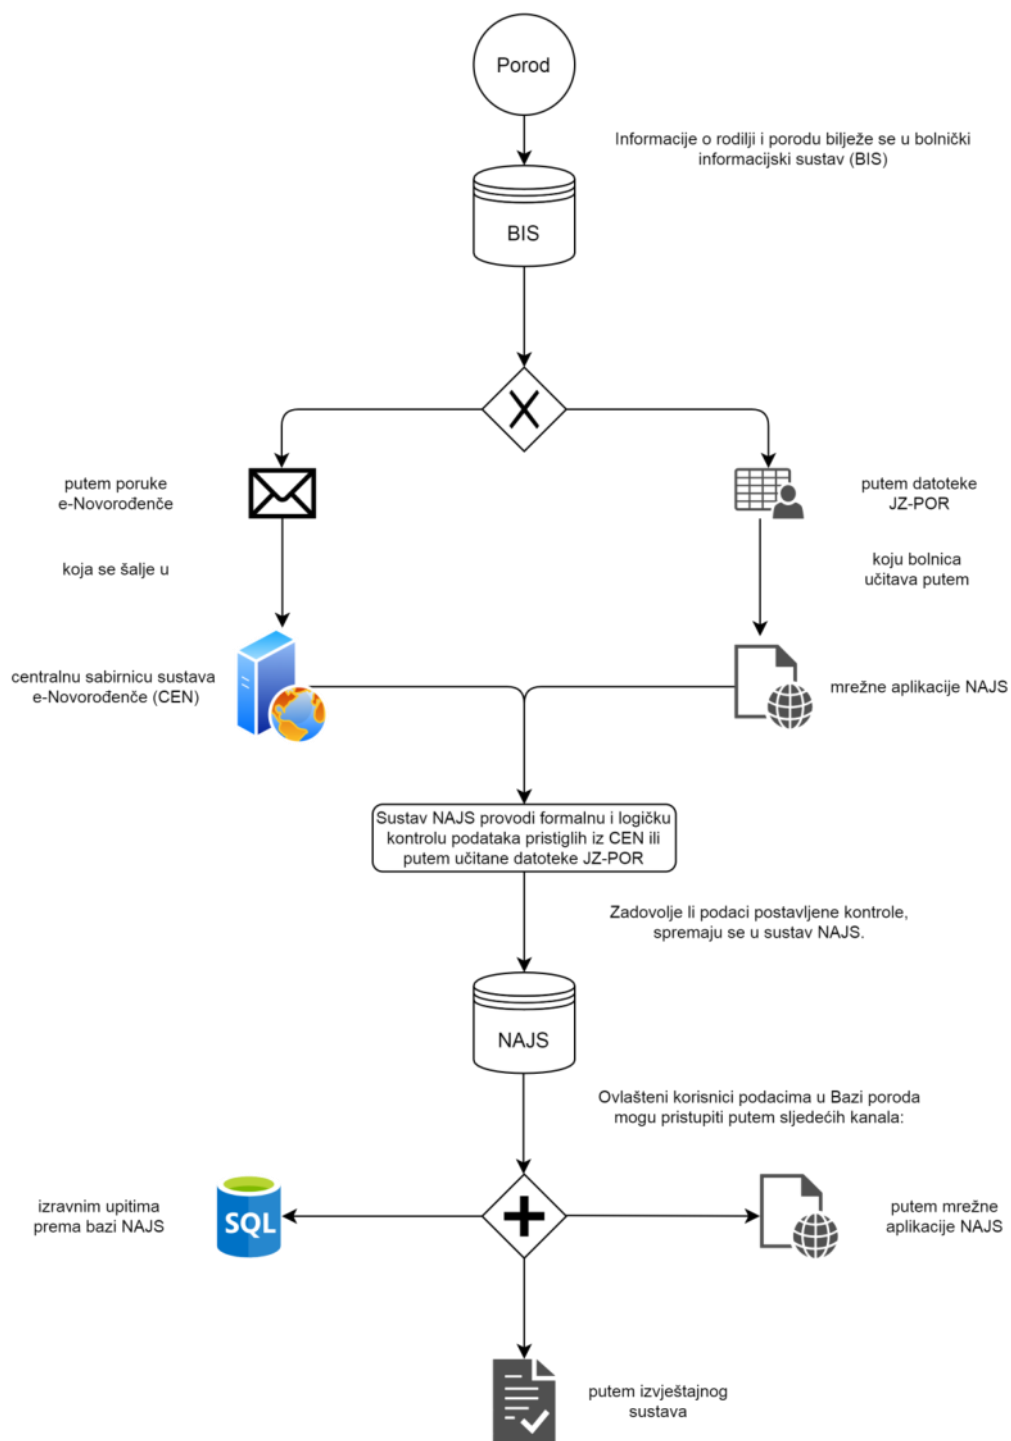 Porod
Informacije o rodilji i porodu bilježe se u bolnički
informacijski sustav (BIS)
BIS
X
putem poruke
e-Novorođenče
putem datoteke
JZ-POR
koja se šalje u
koju bolnica
učitava putem
centralnu sabirnicu sustava
e-Novorođenče (CEN)
mrežne aplikacije NAJS
Sustav NAJS provodi formalnu i logičku
kontrolu podataka pristiglih iz CEN ili
putem učitane datoteke JZ-POR
Zadovolje li podaci postavljene kontrole,
spremaju se u sustav NAJS.
NAJS
Ovlašteni korisnici podacima u Bazi poroda
mogu pristupiti putem sljedećih kanala:
izravnim upitima
prema bazi NAJS
SQL
putem mrežne
aplikacije NAJS
putem izvještajnog
sustava